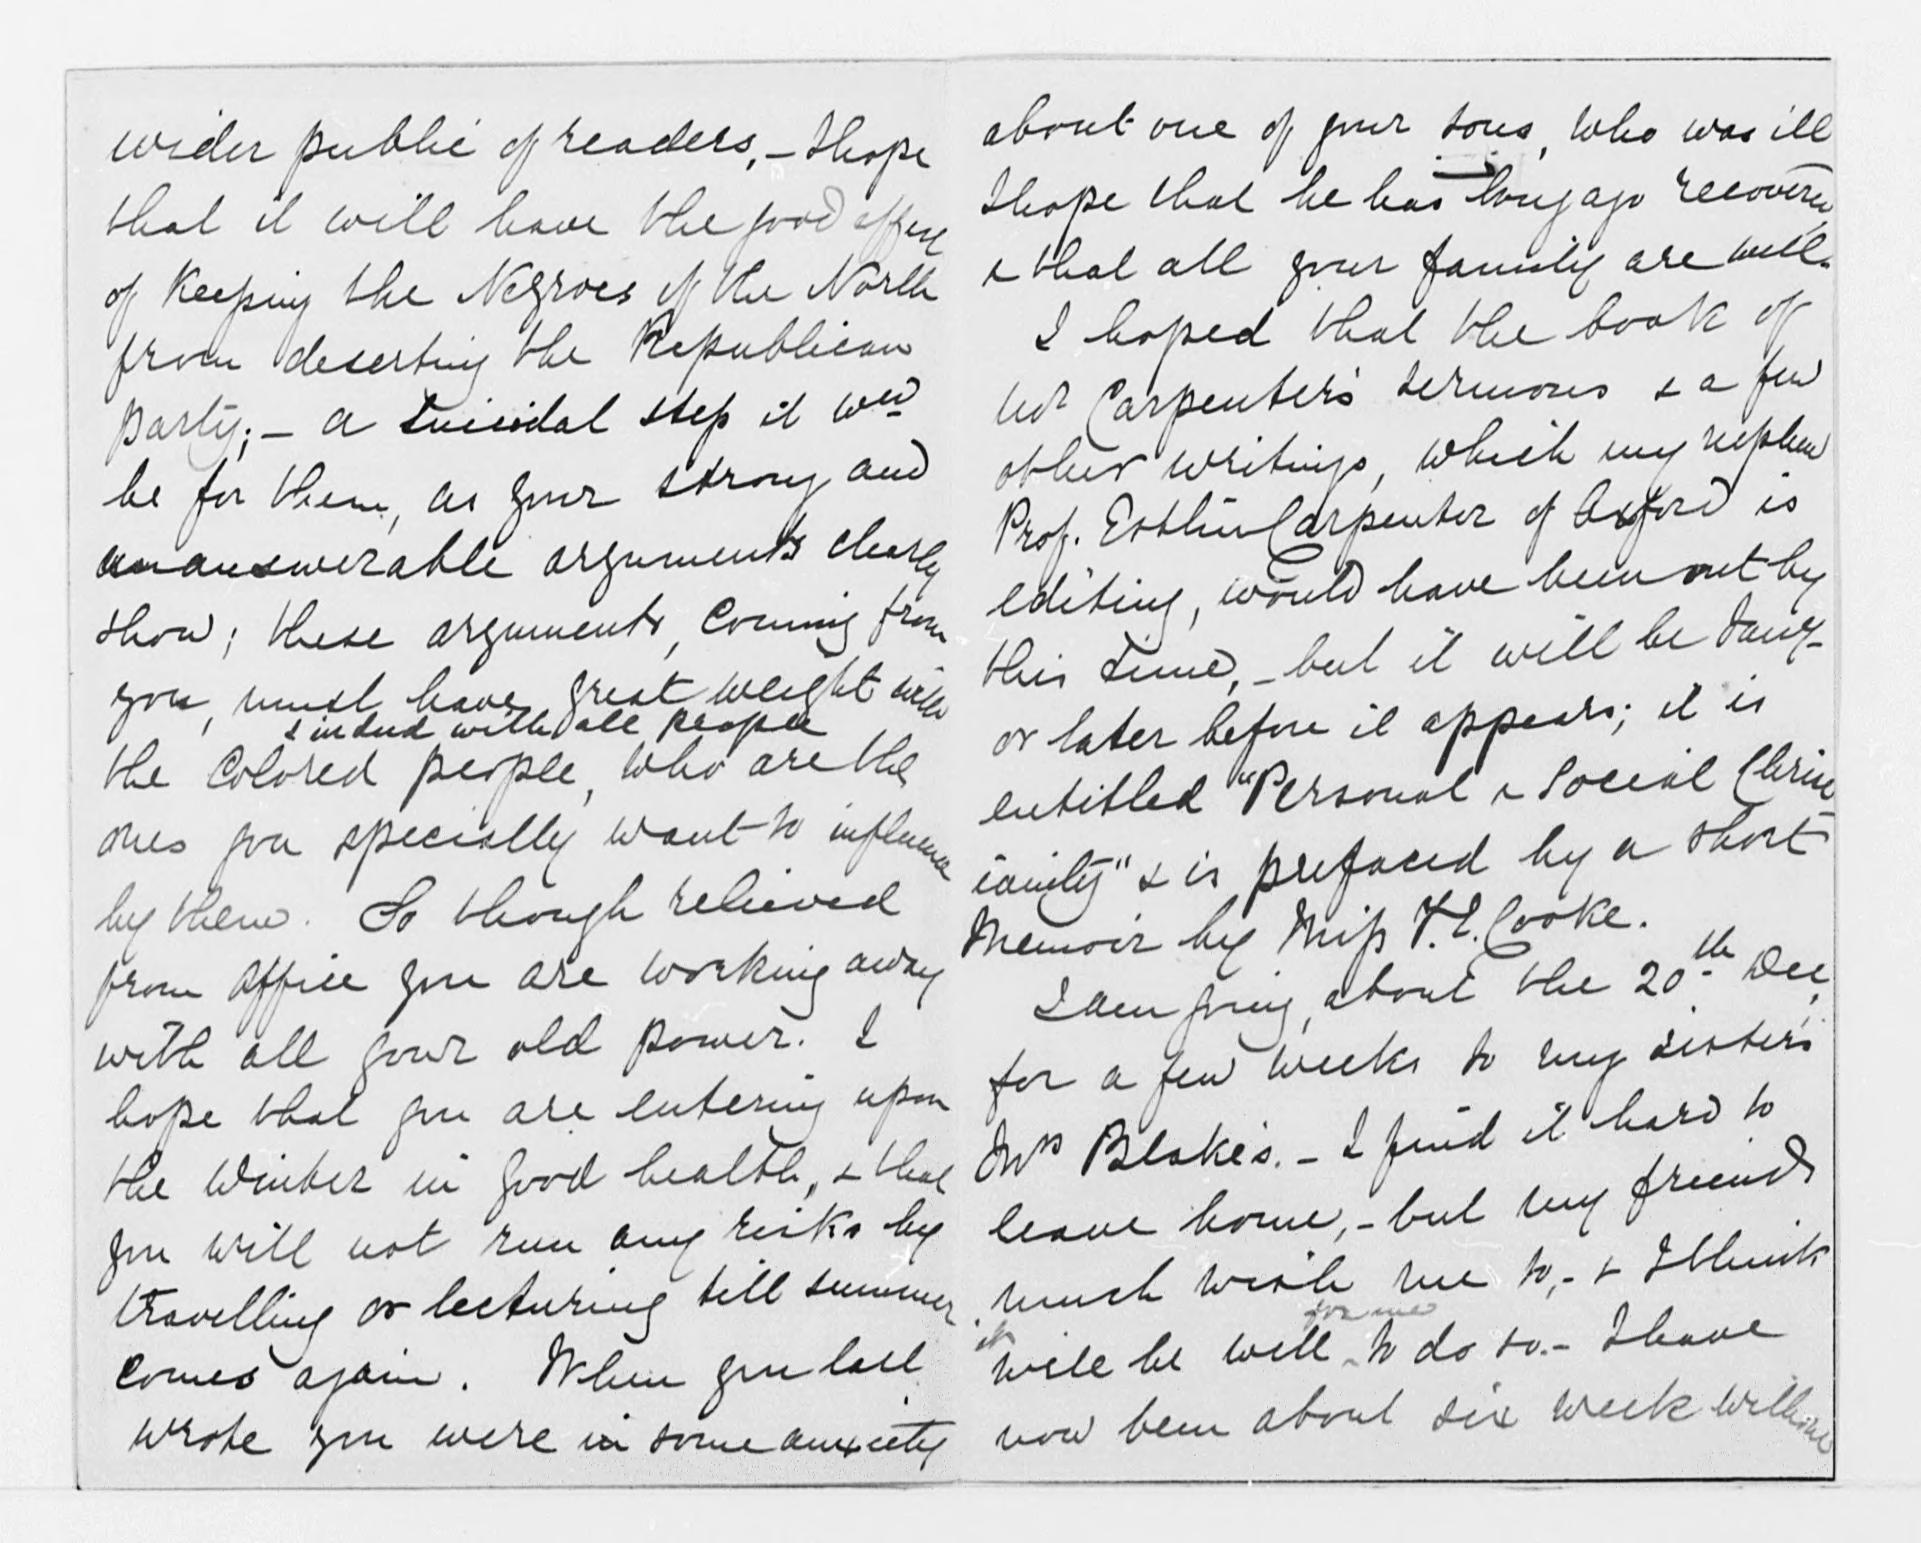 wider public of readers, – I hope
that it will have the good effect
of keeping the Negroes of the North
from deserting the Republican
party; – a suicidal step it wd
be for them, as your strong and
unanswerable arguments clearly
show; these arguments, coming from
you, must have great weight with
& indeed with all people
the colored people, who are the
ones you specially want to influence
by them. So though relieved
from office you are working away
with all your old power. I
hope that you are entering upon
the winter in good health, & that
you will not run any risks by
travelling or lecturing till summer
comes again. When you last
wrote you were in some anxiety
about one of your sons, who was ill
I hope that he has long ago recovered
& that all your family are well.
I hoped that the book of
Carpenter's sermons & a few
other writings, which my nephew
Prof. Estlin Carpenter of Oxford is
editing, would have been out by
this time, – but it will be Jany
or later before it appears; it is
entitled "Personal & Social Christ
ianity" & is prefaced by a short
Memoir by Miss F. E. Cooke.
I am going, about the 20th Dec,
for a few weeks to my sister's
Mrs Blake's. – I find it hard to
leave home, – but my friends
much wish me to, – & I think
it for me
will be well to do so. – I have
now been about six week without